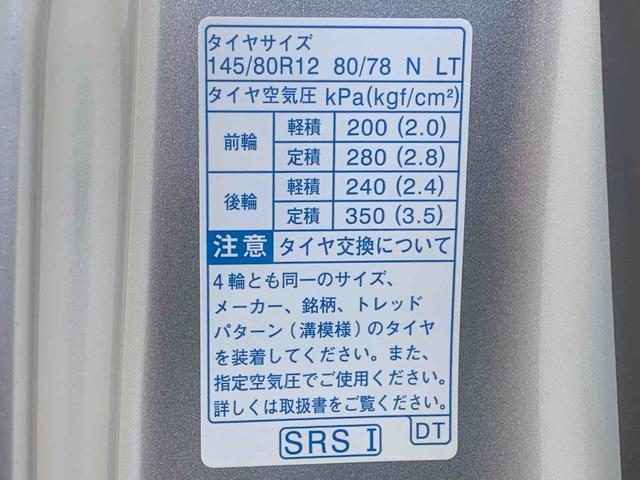 タイヤサイズ
145/80R12 80/78 N LT
タイヤ空気圧 kPa(kgf/cm²)
前輪 軽積 200 (2.0)
定積 280 (2.8)
後輪 軽積 240 (2.4)
定積 350 (3.5)
注意 タイヤ交換について
4輪とも同一のサイズ、
メーカー、銘柄、トレッド
パターン(溝模様)のタイヤ
を装着してください。また、
指定空気圧でご使用ください。
詳しくは取扱書をご覧ください。
SRS I DT